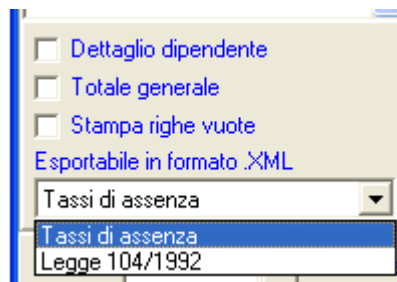 Dettaglio dipendente
Totale generale
Stampa righe vuote
Esportabile in formato .XML
Tassi di assenza
Tassi di assenza
Legge 104/1992